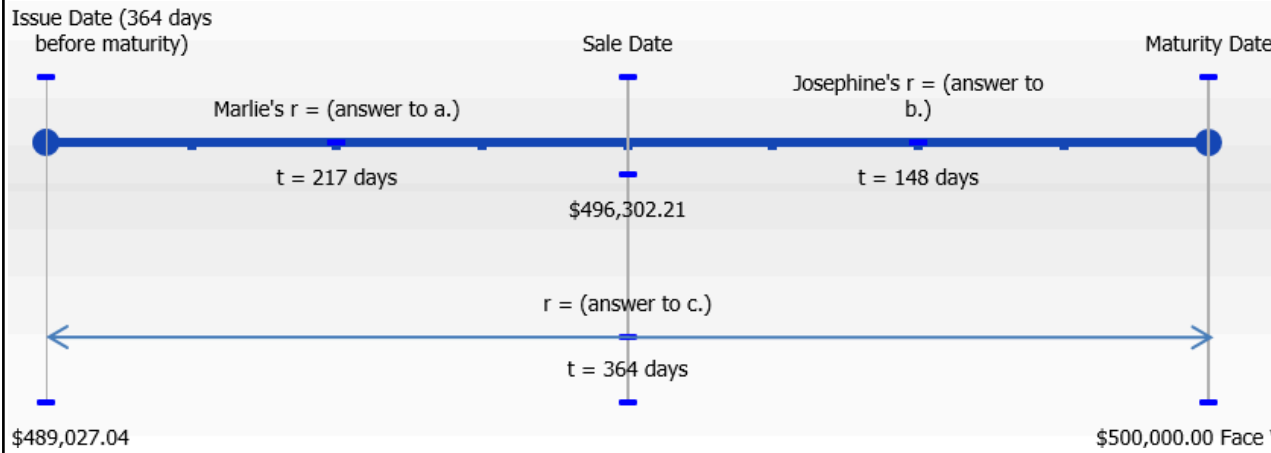 Issue Date (364 days
before maturity)
Sale Date
Maturity Date
Marlie's r = (answer to a.)
Josephine's r = (answer to
b.)
t = 217 days
t = 148 days
$496,302.21
r = (answer to c.)
t = 364 days
$489,027.04
$500,000.00 Face